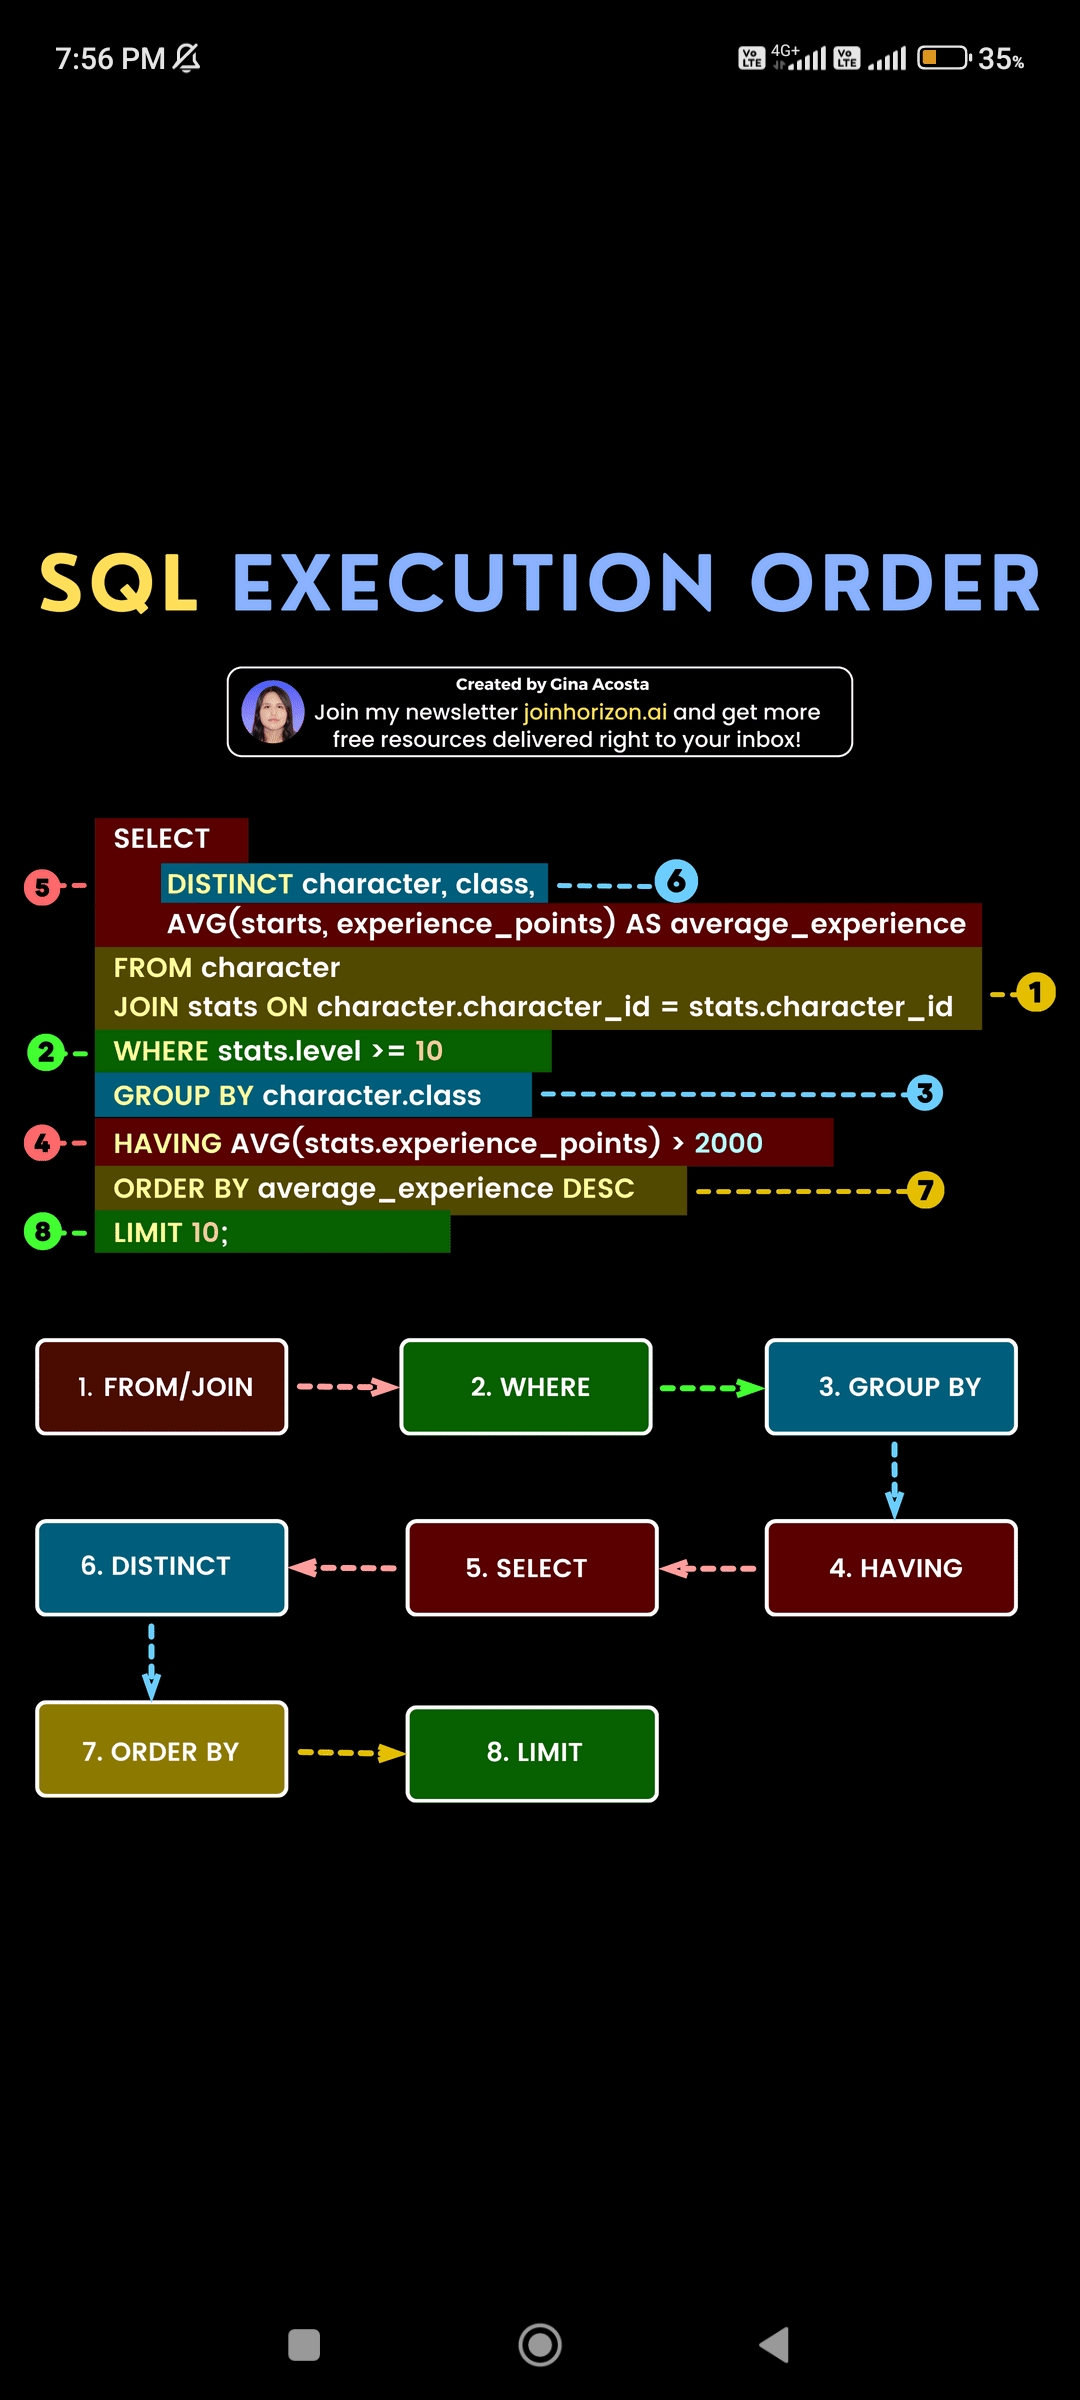 7:56 PM
Vo LTE 4G+ Vo LTE 35%
SQL EXECUTION ORDER
Created by Gina Acosta
Join my newsletter joinhorizon.ai and get more
free resources delivered right to your inbox!
SELECT
5 DISTINCT character, class, 6
AVG(starts, experience_points) AS average_experience
FROM character
JOIN stats ON character.character_id = stats.character_id 1
2 WHERE stats.level >= 10
GROUP BY character.class 3
4 HAVING AVG(stats.experience_points) > 2000
ORDER BY average_experience DESC 7
8 LIMIT 10;
1. FROM/JOIN 2. WHERE 3. GROUP BY
6. DISTINCT 5. SELECT 4. HAVING
7. ORDER BY 8. LIMIT